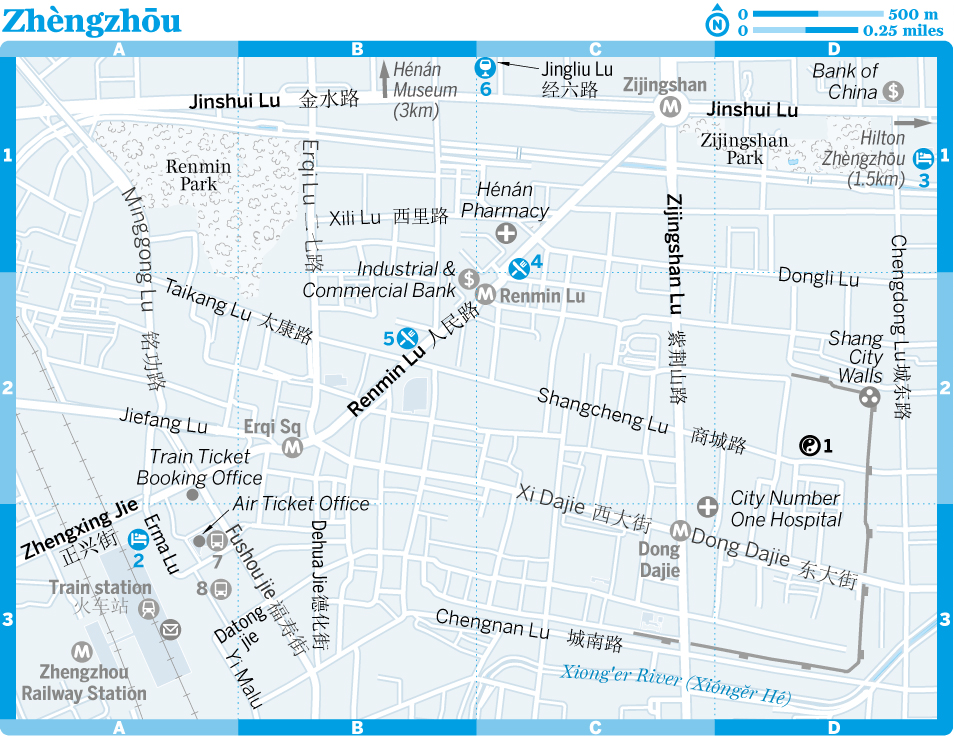 Zhèngzhōu
N
0 500 m
0 0.25 miles
A B C D
Hénán
Museum
(3km)
6
Jingliu Lu
经六路
Zijingshan
M
Bank of
China $
Jinshui Lu 金水路
Jinshui Lu
1
Renmin
Park
Zijingshan
Park
Hilton
Zhèngzhōu
(1.5km)
3
1
Erqi Lu 二七路
Minggong Lu 铭功路
Xili Lu 西里路
Hénán
Pharmacy
Zijingshan Lu 紫荆山路
Chengdong Lu 城东路
4
Industrial &
Commercial Bank
$
M Renmin Lu
Dongli Lu
Taikang Lu 太康路
5
Renmin Lu 人民路
Shang
City
Walls
2
2
Jiefang Lu
Erqi Sq
M
Shangcheng Lu 商城路
1
Train Ticket
Booking Office
Air Ticket Office
Xi Dajie 西大街
City Number
One Hospital
Zhengxing Jie
正兴街
2
Erma Lu
7
8
Fushou jie 福寿街
Dehua Jie 德化街
M
Dong
Dajie
Dong Dajie 东大街
Train station
火车站
3
3
Datong
jie
Yi Malu
Chengnan Lu 城南路
M
Zhengzhou
Railway Station
Xiong'er River (Xióngěr Hé)
A B C D